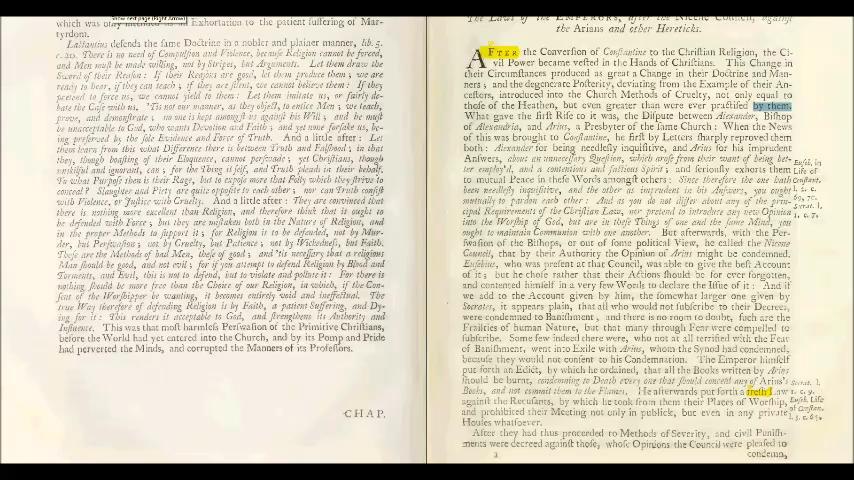 which was only intended as an Exhortation to the patient suffering of Mar-
tyrdom.
Lactantius defends the same Doctrine in a nobler and plainer manner, lib. 5.
c. 20. There is no need of Compulsion and Violence, because Religion cannot be forced,
and Men must be made willing, not by Stripes, but Arguments. Let them draw the
Sword of their Reason: If their Reasons are good, let them produce them; we are
ready to hear, if they can teach; if they are silent, we cannot believe them: If they
pretend to force us, we cannot yield to them: Let them imitate us, or fairly de-
bate the Case with us. 'Tis not our manner, as they object, to entice Men; we teach,
prove, and demonstrate; no one is kept amongst us against his Will; and he must
be unacceptable to God, who wants Devotion and Faith; and yet none forsake us, be-
ing preserved by the sole Evidence and Force of Truth. And a little after: Let
them learn from this what Difference there is between Truth and Falshood; in that
they, though boasting of their Eloquence, cannot perswade; yet Christians, though
unskilful and ignorant, can; for the Thing itself, and Truth pleads in their behalf.
To what Purpose then is their Rage, but to expose more that Folly which they strive to
conceal? Slaughter and Piety are quite opposite to each other; nor can Truth consist
with Violence, or Justice with Cruelty. And a little after: They are convinced that
there is nothing more excellent than Religion, and therefore think that it ought to
be defended with Force; but they are mistaken both in the Nature of Religion, and
in the proper Methods to support it; for Religion is to be defended, not by Mur-
der, but Perswasion; not by Cruelty, but Patience; not by Wickedness, but Faith.
Those are the Methods of bad Men, these of good; and 'tis necessary that a religious
Man should be good, and not evil; for if you attempt to defend Religion by Blood and
Torments, and Evil, this is not to defend, but to violate and pollute it: For there is
nothing should be more free than the Choice of our Religion, in which, if the Con-
sent of the Worshipper be wanting, it becomes entirely void and ineffectual. The
true Way therefore of defending Religion is by Faith, a patient Suffering, and Dy-
ing for it: This renders it acceptable to God, and strengthens its Authority and
Influence. This was that most harmless Perswasion of the Primitive Christians,
before the World had yet entered into the Church, and by its Pomp and Pride
had perverted the Minds, and corrupted the Manners of its Professors.
CHAP.
The Laws of the EMPERORS, after the Nicene Council, against
the Arians and other Hereticks.
AFTER the Conversion of Constantine to the Christian Religion, the Ci-
vil Power became vested in the Hands of Christians. This Change in
their Circumstances produced as great a Change in their Doctrine and Man-
ners; and the degenerate Posterity, deviating from the Example of their An-
cestors, introduced into the Church Methods of Cruelty, not only equal to
those of the Heathen, but even greater than were ever practised by them.
What gave the first Rise to it was, the Dispute between Alexander, Bishop
of Alexandria, and Arius, a Presbyter of the same Church: When the News
of this was brought to Constantine, he first by Letters sharply reproved them
both: Alexander for being needlesly inquisitive, and Arius for his imprudent
Answers, about an unnecessary Question, which arose from their want of being bet-
ter employ'd, and a contentious and factious Spirit; and seriously exhorts them
to mutual Peace in these Words amongst others: Since therefore the one hath
been needlesly inquisitive, and the other as imprudent in his Answers, you ought
mutually to pardon each other: And as you do not differ about any of the prin-
cipal Requirements of the Christian Law, nor pretend to introduce any new Opinion
into the Worship of God, but are in these Things of one and the same Mind, you
ought to maintain Communion with one another. But afterwards, with the Per-
swasion of the Bishops, or out of some political View, he called the Nicene
Council, that by their Authority the Opinion of Arius might be condemned.
Eusebius, who was present at that Council, was able to give the best Account
of it; but he chose rather that their Actions should be for ever forgotten,
and contented himself in a very few Words to declare the Issue of it: And if
we add to the Account given by him, the somewhat larger one given by
Socrates, it appears plain, that all who would not subscribe to their Decrees,
were condemned to Banishment; and there is no room to doubt, such are the
Frailties of human Nature, but that many through Fear were compelled to
subscribe. Some few indeed there were, who not at all terrified with the Fear
of Banishment, went into Exile with Arius, whom the Synod had condemned,
because they would not consent to his Condemnation. The Emperor himself
put forth an Edict, by which he ordained, that all the Books written by Arius
should be burnt, condemning to Death every one that should conceal any of Arius's
Books, and not commit them to the Flames. He afterwards put forth a fresh Law
against the Recusants, by which he took from them their Places of Worship,
and prohibited their Meeting not only in publick, but even in any private
Houses whatsoever.
After they had thus proceeded to Methods of Severity, and civil Punish-
ments were decreed against those, whose Opinions the Council were pleased to
condemn,
Euseb. in
Life of
Constant.
Socrat. l.
1. c. 7.
Socrat. l.
1. c. 9.
Euseb. Life
of Constan.